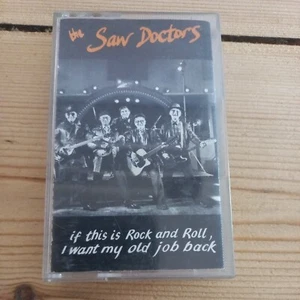 the Saw Doctors
if this is Rock and Roll,
I want my old job back